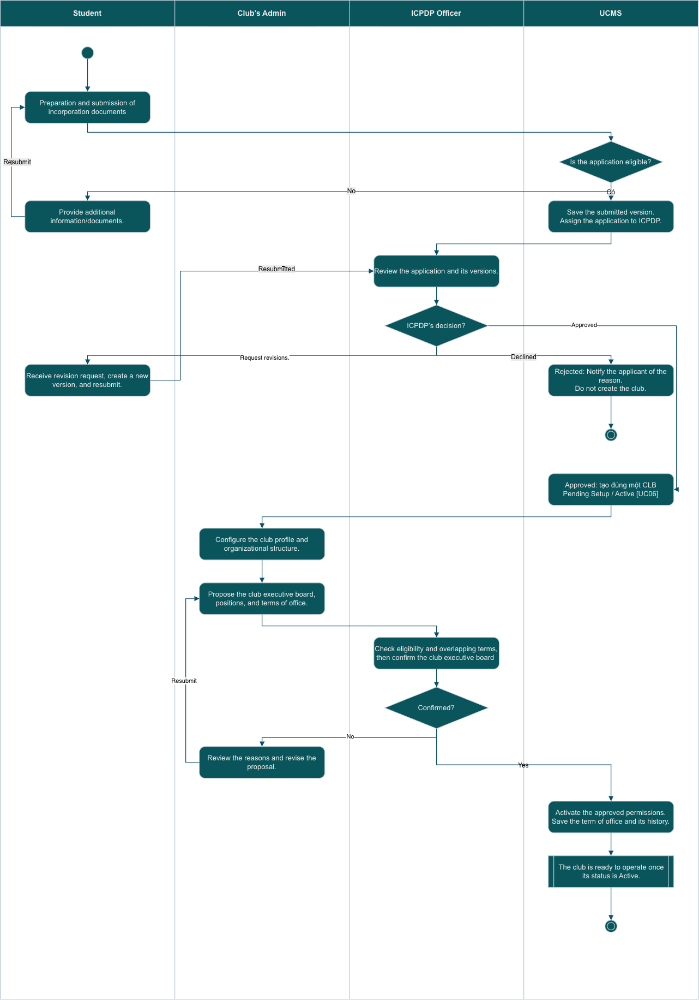 Student
Club's Admin
ICPDP Officer
UCMS
Preparation and submission of
incorporation documents
Resubmit
Is the application eligible?
No
Có
Provide additional
information/documents.
Save the submitted version.
Assign the application to ICPDP.
Resubmitted
Review the application and its versions.
ICPDP's decision?
Approved
Request revisions.
Declined
Receive revision request, create a new
version, and resubmit.
Rejected: Notify the applicant of the
reason.
Do not create the club.
Approved: tạo đúng một CLB
Pending Setup / Active [UC06]
Configure the club profile and
organizational structure.
Propose the club executive board,
positions, and terms of office.
Check eligibility and overlapping terms,
then confirm the club executive board
Resubmit
Confirmed?
No
Review the reasons and revise the
proposal.
Yes
Activate the approved permissions.
Save the term of office and its history.
The club is ready to operate once
its status is Active.